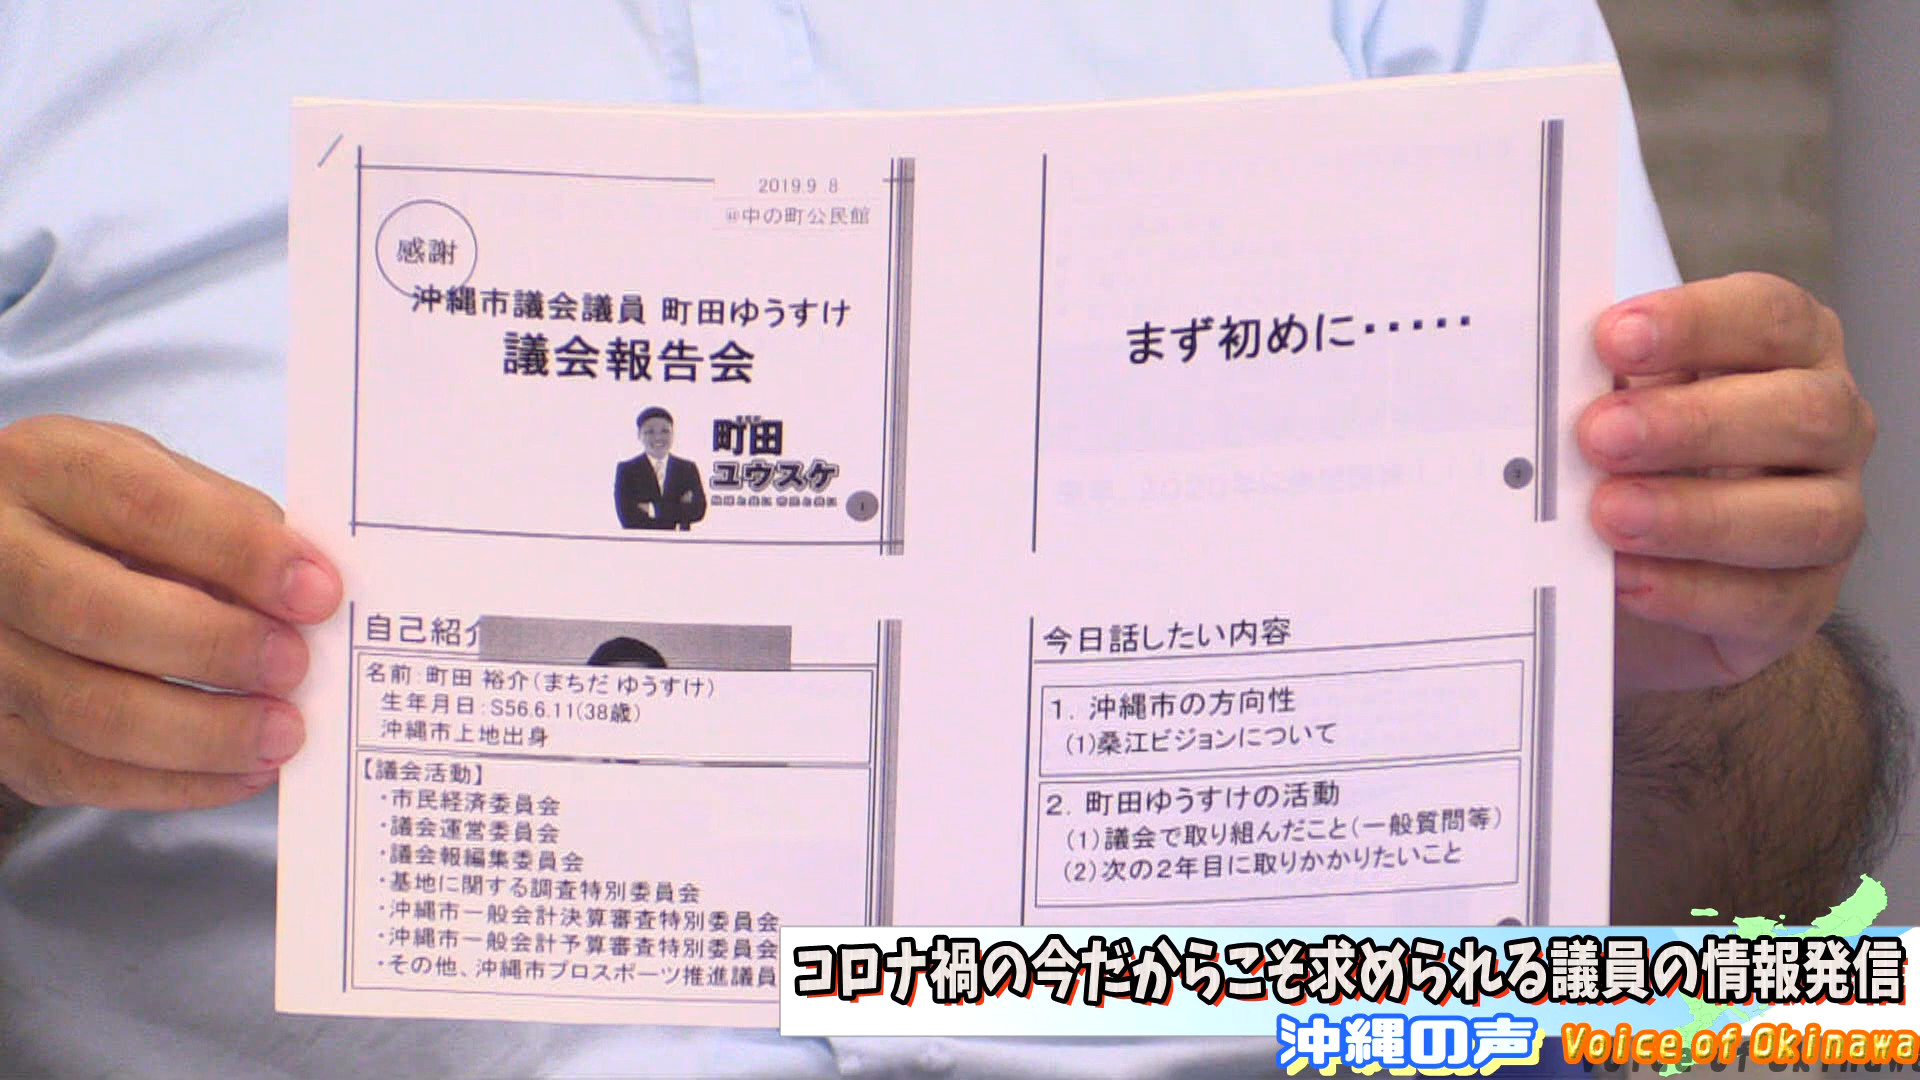 2019.9 8
@中の町公民館
感謝
沖縄市議会議員 町田ゆうすけ
議会報告会
町田
ユウスケ
1
まず初めに・・・・・
2
自己紹介
名前:町田 裕介(まちだ ゆうすけ)
生年月日:S56.6.11(38歳)
沖縄市上地出身
【議会活動】
・市民経済委員会
・議会運営委員会
・議会報編集委員会
・基地に関する調査特別委員会
・沖縄市一般会計決算審査特別委員会
・沖縄市一般会計予算審査特別委員会
・その他、沖縄市プロスポーツ推進議員
今日話したい内容
1. 沖縄市の方向性
(1)桑江ビジョンについて
2. 町田ゆうすけの活動
(1)議会で取り組んだこと(一般質問等)
(2)次の2年目に取りかかりたいこと
コロナ禍の今だからこそ求められる議員の情報発信
沖縄の声 Voice of Okinawa